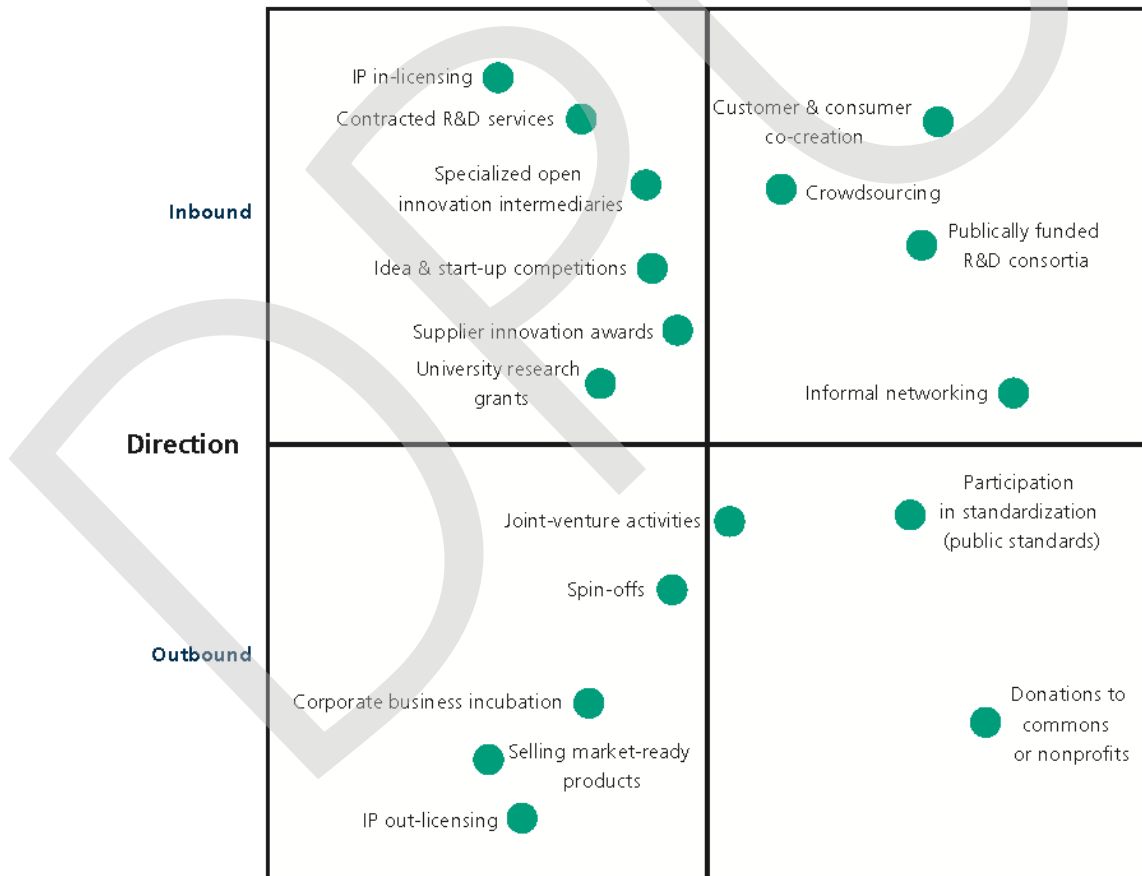 IP in-licensing
Contracted R&D services
Customer & consumer
co-creation
Specialized open
innovation intermediaries
Crowdsourcing
Inbound
Publically funded
R&D consortia
Idea & start-up competitions
Supplier innovation awards
University research
grants
Informal networking
Direction
Participation
in standardization
(public standards)
Joint-venture activities
Spin-offs
Outbound
Corporate business incubation
Donations to
commons
or nonprofits
Selling market-ready
products
IP out-licensing